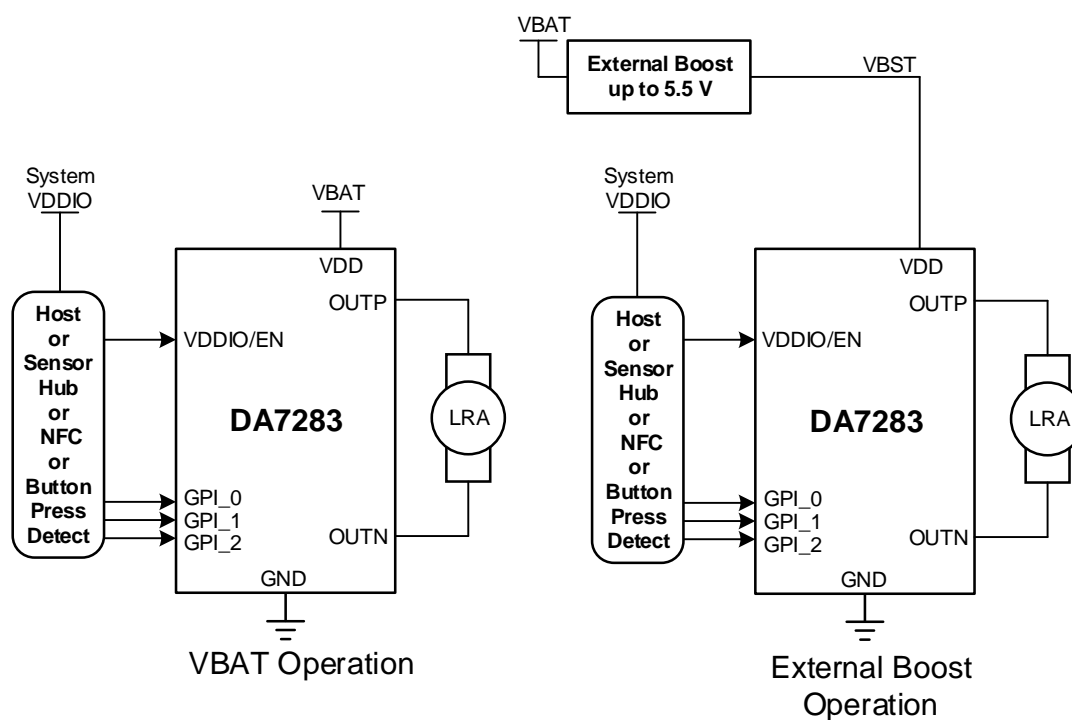 VBAT
External Boost
up to 5.5 V
VBST
System
VDDIO
VBAT
VDD
OUTP
Host
or
Sensor
Hub
or
NFC
or
Button
Press
Detect
VDDIO/EN
DA7283
LRA
GPI_0
GPI_1
GPI_2
OUTN
GND
VBAT Operation
System
VDDIO
VDD
OUTP
Host
or
Sensor
Hub
or
NFC
or
Button
Press
Detect
VDDIO/EN
DA7283
LRA
GPI_0
GPI_1
GPI_2
OUTN
GND
External Boost
Operation